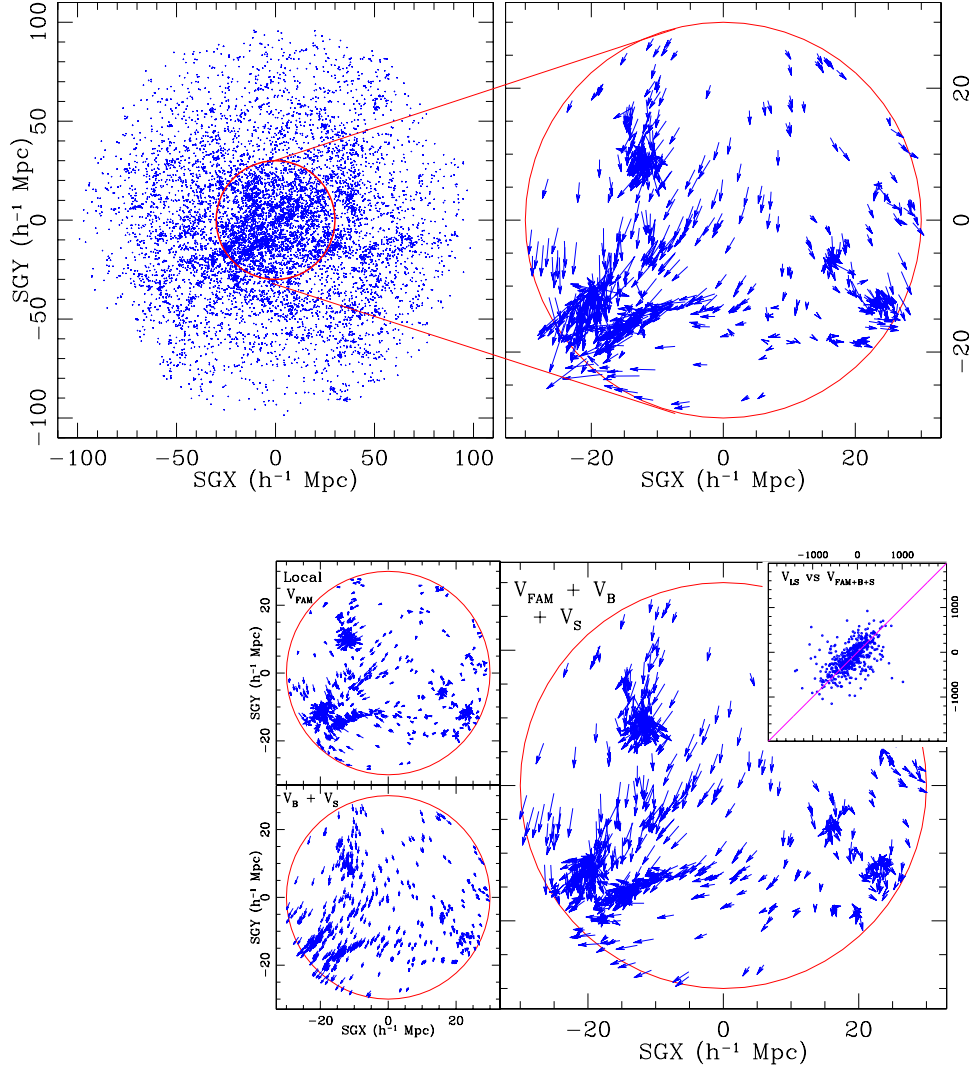 100
50
0
−50
−100
SGY (h⁻¹ Mpc)
−100
−50
0
50
100
SGX (h⁻¹ Mpc)
20
0
−20
−20
0
20
SGX (h⁻¹ Mpc)
Local
V_FAM
20
0
−20
SGY (h⁻¹ Mpc)
V_B + V_S
20
0
−20
SGY (h⁻¹ Mpc)
−20
0
20
SGX (h⁻¹ Mpc)
V_FAM + V_B
+ V_S
−20
0
20
SGX (h⁻¹ Mpc)
−1000
0
1000
V_LS vs V_FAM+B+S
1000
0
−1000